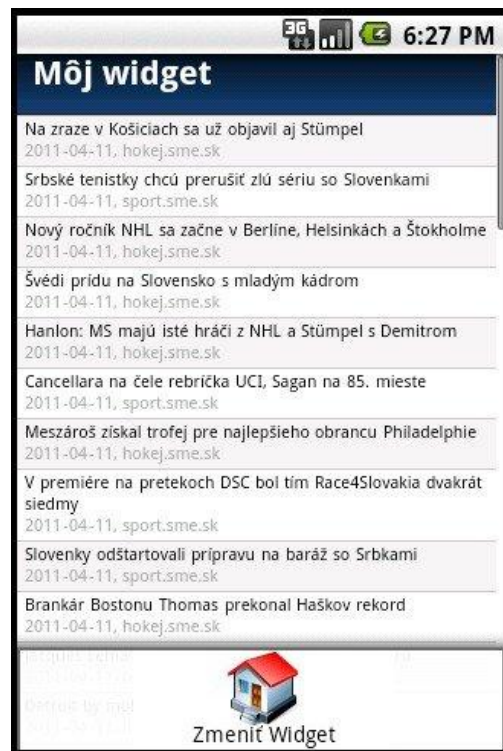 3G 6:27 PM
Môj widget
Na zraze v Košiciach sa už objavil aj Stümpel
2011-04-11, hokej.sme.sk
Srbské tenistky chcú prerušiť zlú sériu so Slovenkami
2011-04-11, sport.sme.sk
Nový ročník NHL sa začne v Berlíne, Helsinkách a Štokholme
2011-04-11, hokej.sme.sk
Švédi prídu na Slovensko s mladým kádrom
2011-04-11, hokej.sme.sk
Hanlon: MS majú isté hráči z NHL a Stümpel s Demitrom
2011-04-11, hokej.sme.sk
Cancellara na čele rebríčka UCI, Sagan na 85. mieste
2011-04-11, sport.sme.sk
Meszároš získal trofej pre najlepšieho obrancu Philadelphie
2011-04-11, hokej.sme.sk
V premiére na pretekoch DSC bol tím Race4Slovakia dvakrát
siedmy
2011-04-11, sport.sme.sk
Slovenky odštartovali prípravu na baráž so Srbkami
2011-04-11, sport.sme.sk
Brankár Bostonu Thomas prekonal Haškov rekord
2011-04-11, hokej.sme.sk
Zmeniť Widget